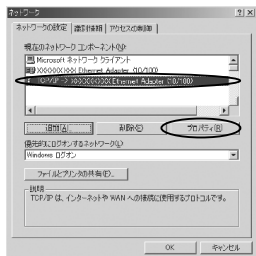 ネットワーク
ネットワークの設定 識別情報 アクセスの制御
現在のネットワーク コンポーネント(N):
Microsoft ネットワーク クライアント
XXXXXXXX Ethernet Adapter (10/100)
TCP/IP -> XXXXXXXX Ethernet Adapter (10/100)
追加(A)... 削除(E) プロパティ(R)
優先的にログオンするネットワーク(L):
Windows ログオン
ファイルとプリンタの共有(F)...
説明
TCP/IP は、インターネットや WAN への接続に使用するプロトコルです。
OK キャンセル